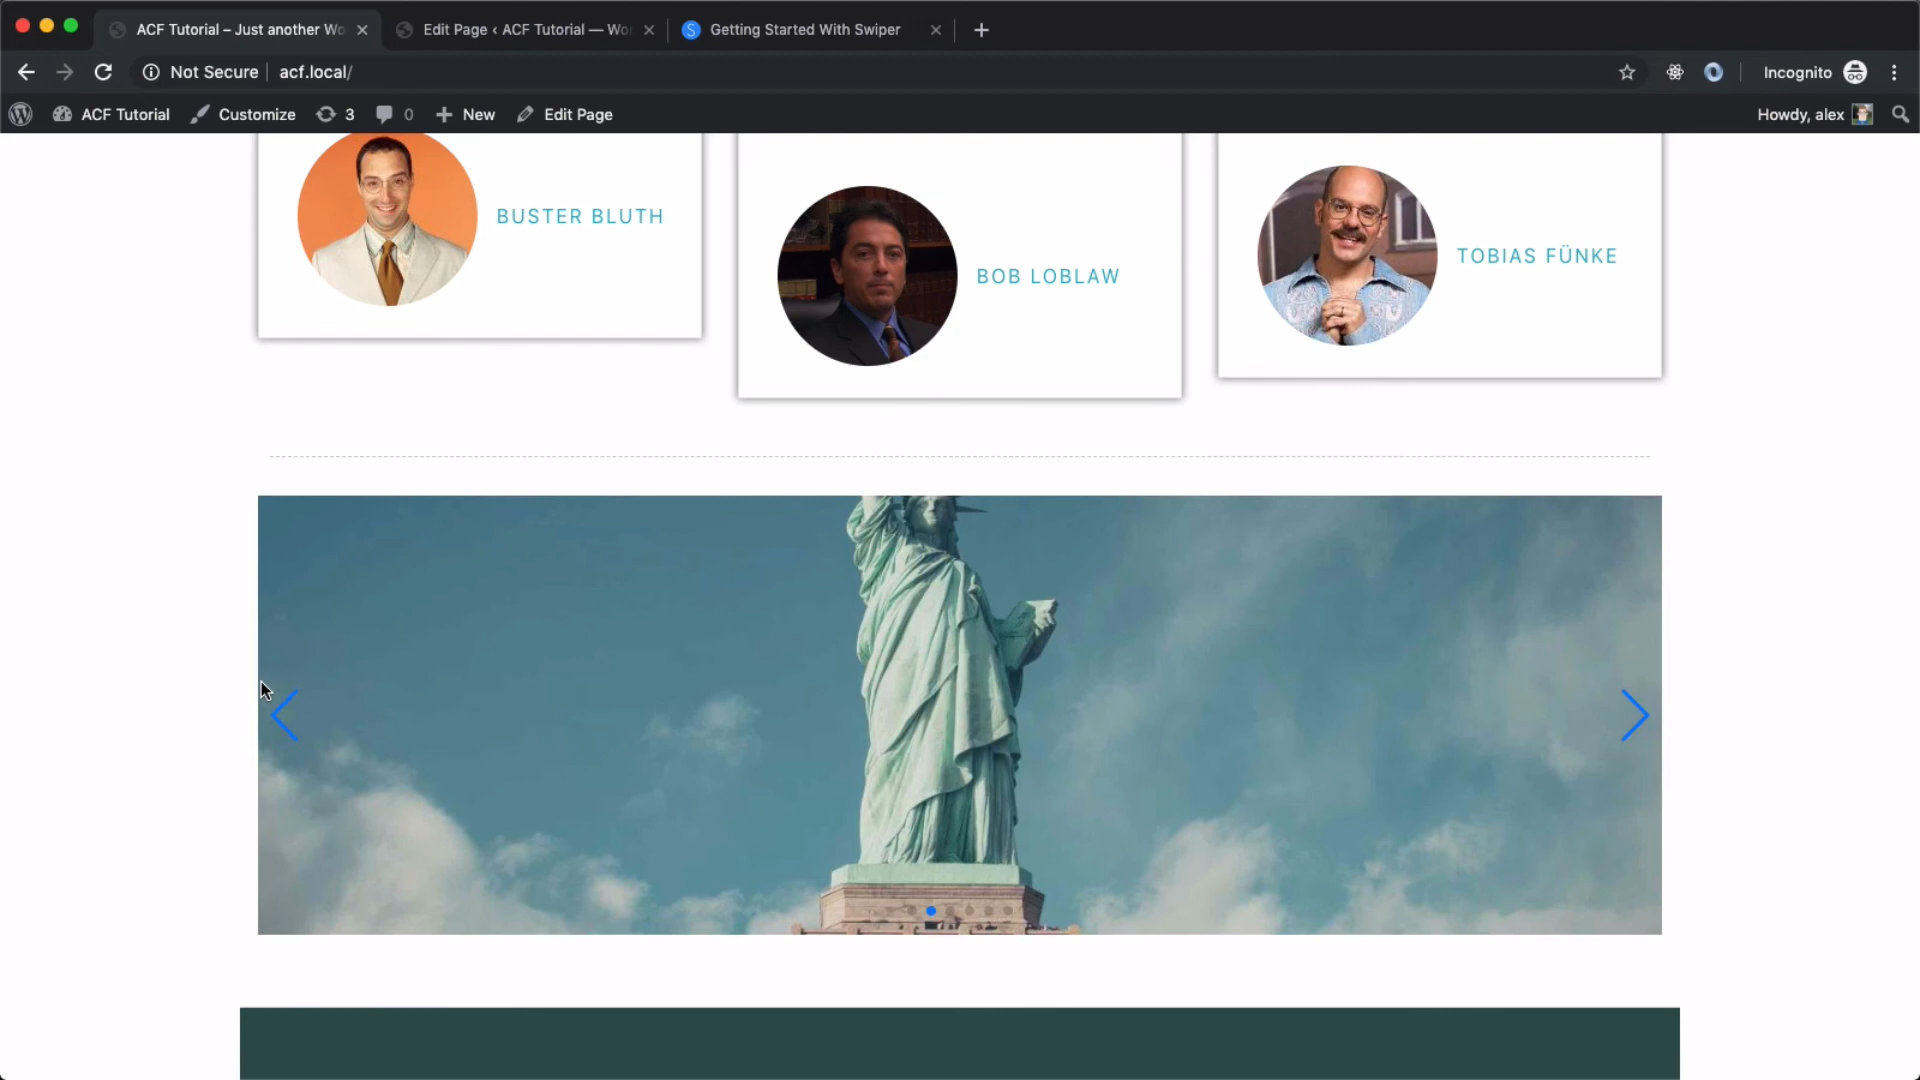 ACF Tutorial – Just another Wo
Edit Page ‹ ACF Tutorial — Wor
S Getting Started With Swiper
Not Secure acf.local/
Incognito
ACF Tutorial Customize 3 0 New Edit Page
Howdy, alex
BUSTER BLUTH
BOB LOBLAW
TOBIAS FÜNKE